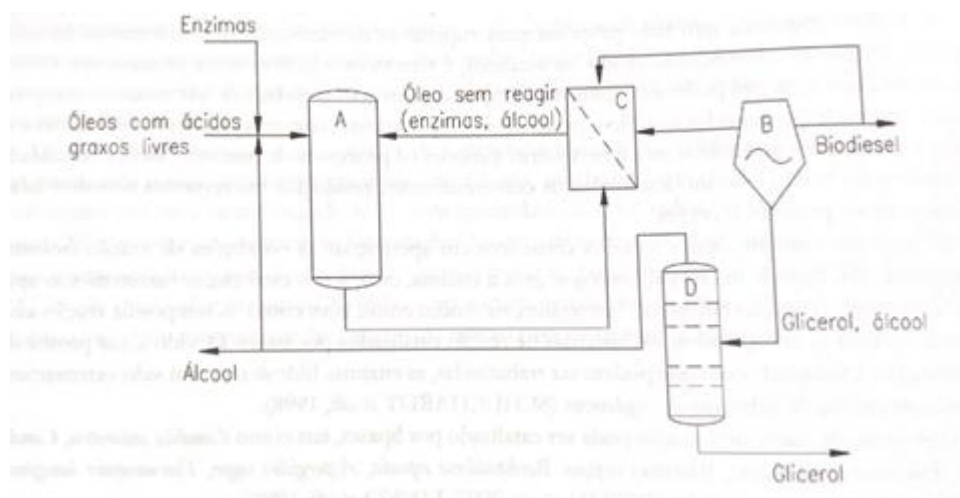 Enzimas
Óleos com ácidos
graxos livres
A
Óleo sem reagir
(enzimas, álcool)
C
B
Biodiesel
D
Glicerol, álcool
Álcool
Glicerol